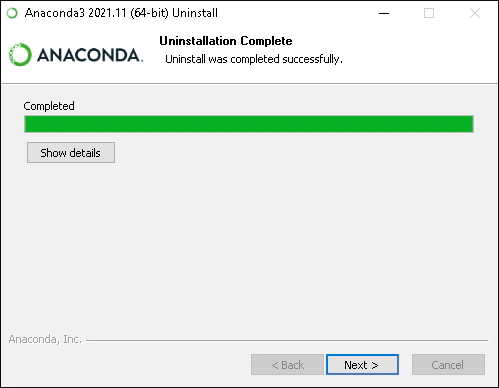 Anaconda3 2021.11 (64-bit) Uninstall
ANACONDA.
Uninstallation Complete
Uninstall was completed successfully.
Completed
Show details
Anaconda, Inc.
< Back
Next >
Cancel